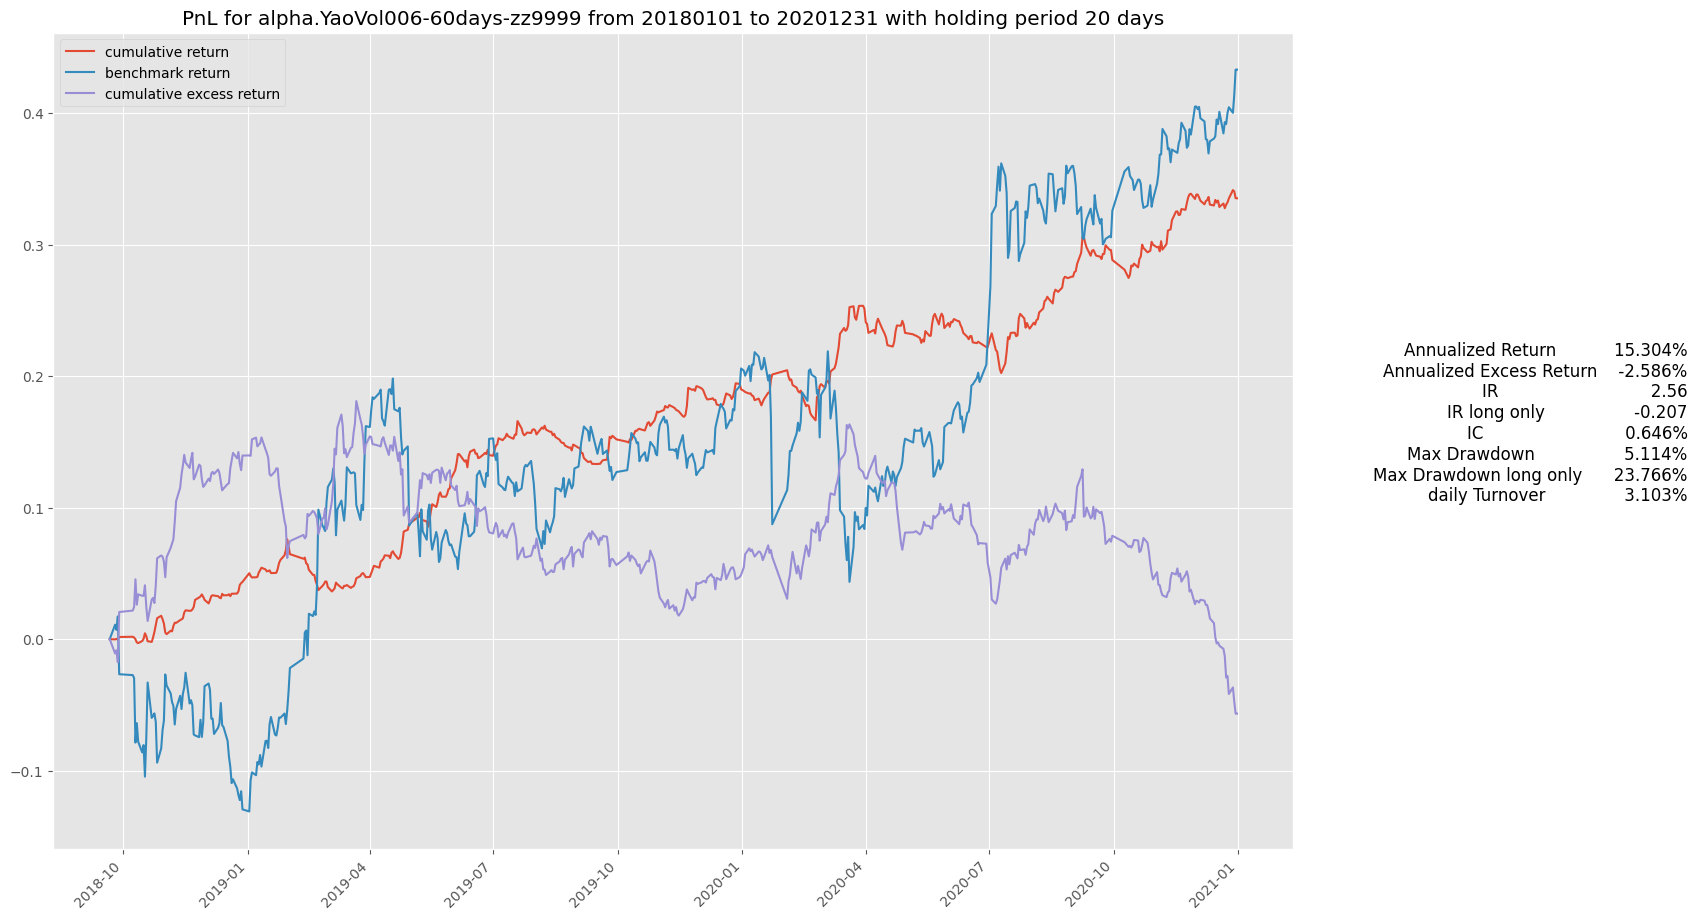 PnL for alpha.YaoVol006-60days-zz9999 from 20180101 to 20201231 with holding period 20 days
cumulative return
benchmark return
cumulative excess return
0.4
0.3
0.2
0.1
0.0
−0.1
2018-10
2019-01
2019-04
2019-07
2019-10
2020-01
2020-04
2020-07
2020-10
2021-01
Annualized Return 15.304%
Annualized Excess Return -2.586%
IR 2.56
IR long only -0.207
IC 0.646%
Max Drawdown 5.114%
Max Drawdown long only 23.766%
daily Turnover 3.103%